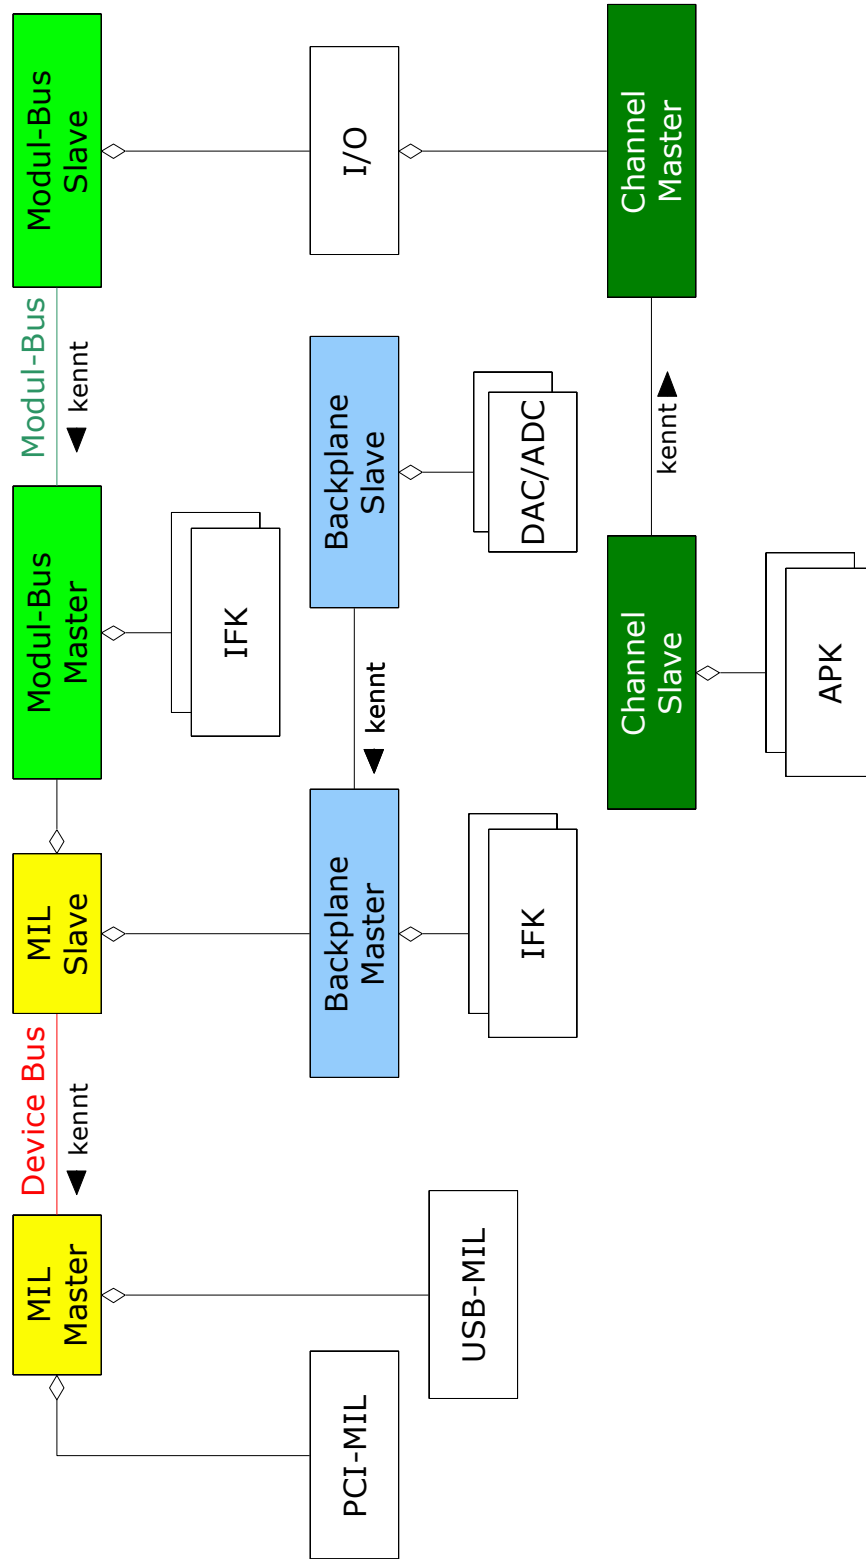 MIL
Master
Device Bus
kennt
MIL
Slave
Modul-Bus
Master
Modul-Bus
kennt
Modul-Bus
Slave
IFK
PCI-MIL
Backplane
Master
kennt
Backplane
Slave
I/O
USB-MIL
IFK
DAC/ADC
Channel
Slave
kennt
Channel
Master
APK